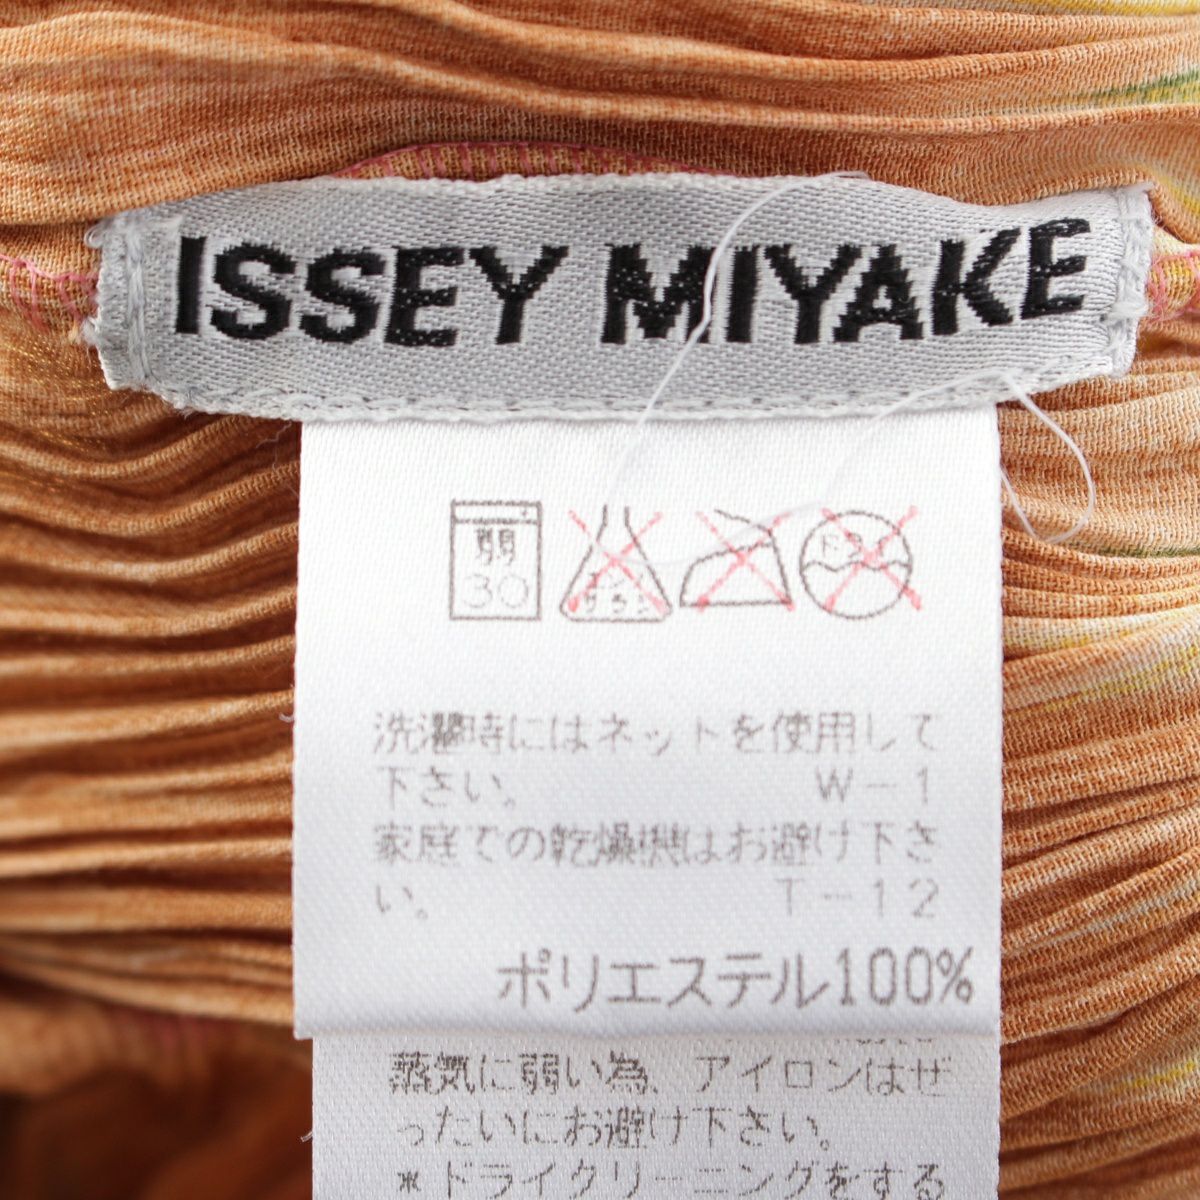 ISSEY MIYAKE
弱
30
洗濯時にはネットを使用して
下さい。 W-1
家庭での乾燥機はお避け下さ
い。 T-12
ポリエステル100%
蒸気に弱い為、アイロンはぜ
ったいにお避け下さい。
*ドライクリーニングをする